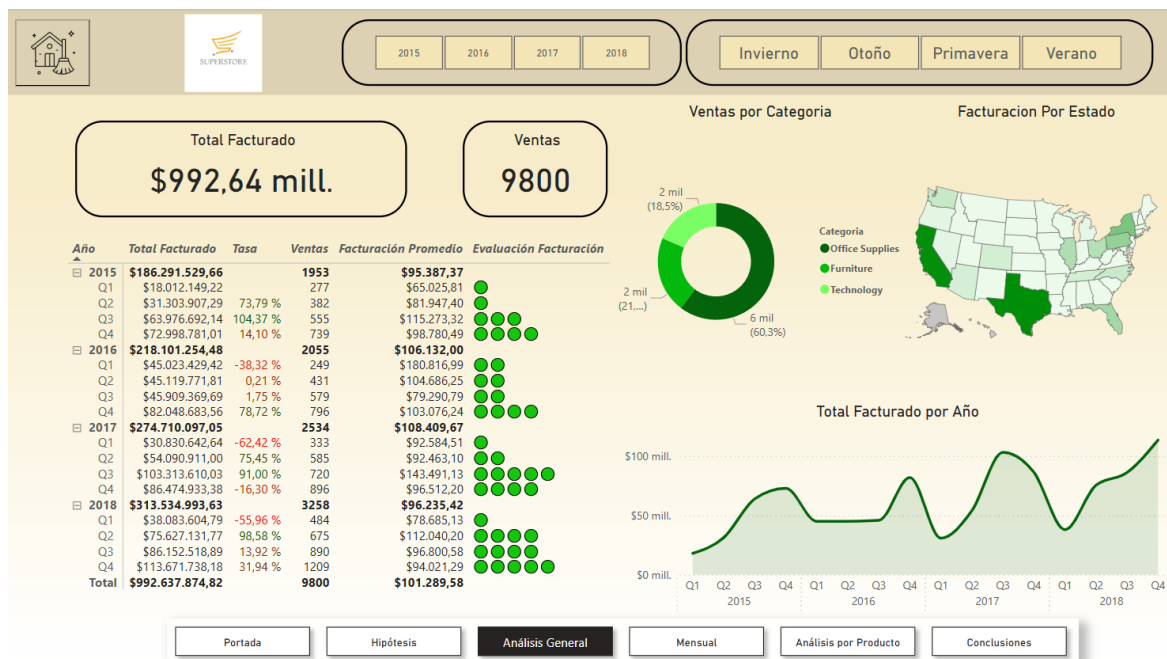 SUPERSTORE
2015 2016 2017 2018
Invierno Otoño Primavera Verano
Total Facturado
$992,64 mill.
Ventas
9800
Año Total Facturado Tasa Ventas Facturación Promedio Evaluación Facturación
2015 $186.291.529,66 1953 $95.387,37
Q1 $18.012.149,22 277 $65.025,81
Q2 $31.303.907,29 73,79 % 382 $81.947,40
Q3 $63.976.692,14 104,37 % 555 $115.273,32
Q4 $72.998.781,01 14,10 % 739 $98.780,49
2016 $218.101.254,48 2055 $106.132,00
Q1 $45.023.429,42 -38,32 % 249 $180.816,99
Q2 $45.119.771,81 0,21 % 431 $104.686,25
Q3 $45.909.369,69 1,75 % 579 $79.290,79
Q4 $82.048.683,56 78,72 % 796 $103.076,24
2017 $274.710.097,05 2534 $108.409,67
Q1 $30.830.642,64 -62,42 % 333 $92.584,51
Q2 $54.090.911,00 75,45 % 585 $92.463,10
Q3 $103.313.610,03 91,00 % 720 $143.491,13
Q4 $86.474.933,38 -16,30 % 896 $96.512,20
2018 $313.534.993,63 3258 $96.235,42
Q1 $38.083.604,79 -55,96 % 484 $78.685,13
Q2 $75.627.131,77 98,58 % 675 $112.040,20
Q3 $86.152.518,89 13,92 % 890 $96.800,58
Q4 $113.671.738,18 31,94 % 1209 $94.021,29
Total $992.637.874,82 9800 $101.289,58
Ventas por Categoria
2 mil
(18,5%)
2 mil
(21,...)
6 mil
(60,3%)
Categoria
Office Supplies
Furniture
Technology
Facturacion Por Estado
Total Facturado por Año
$100 mill.
$50 mill.
$0 mill.
Q1 Q2 Q3 Q4 Q1 Q2 Q3 Q4 Q1 Q2 Q3 Q4 Q1 Q2 Q3 Q4
2015 2016 2017 2018
Portada Hipótesis Análisis General Mensual Análisis por Producto Conclusiones